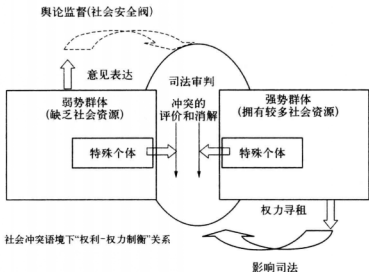 舆论监督(社会安全阀)
意见表达
司法审判
弱势群体
(缺乏社会资源)
冲突的
评价和消解
强势群体
(拥有较多社会资源)
特殊个体
特殊个体
权力寻租
社会冲突语境下“权利-权力制衡”关系
影响司法